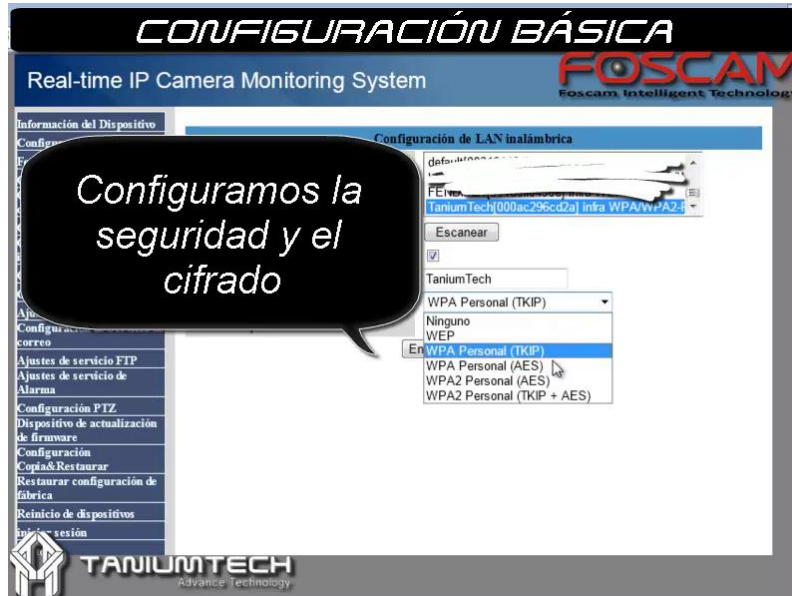 CONFIGURACIÓN BÁSICA
Real-time IP Camera Monitoring System
FOSCAM
Foscam Intelligent Technology
Información del Dispositivo
Configuración de LAN inalámbrica
Configuramos la
seguridad y el
cifrado
TaniumTech[000ac296cd2a] infra WPA/WPA2-P
Escanear
TaniumTech
WPA Personal (TKIP)
Ninguno
WEP
WPA Personal (TKIP)
WPA Personal (AES)
WPA2 Personal (AES)
WPA2 Personal (TKIP + AES)
correo
Ajustes de servicio FTP
Ajustes de servicio de
Alarma
Configuración PTZ
Dispositivo de actualización
de firmware
Configuración
Copia&Restaurar
Restaurar configuración de
fábrica
Reinicio de dispositivos
sesión
TANIUMTECH
Advance Technology